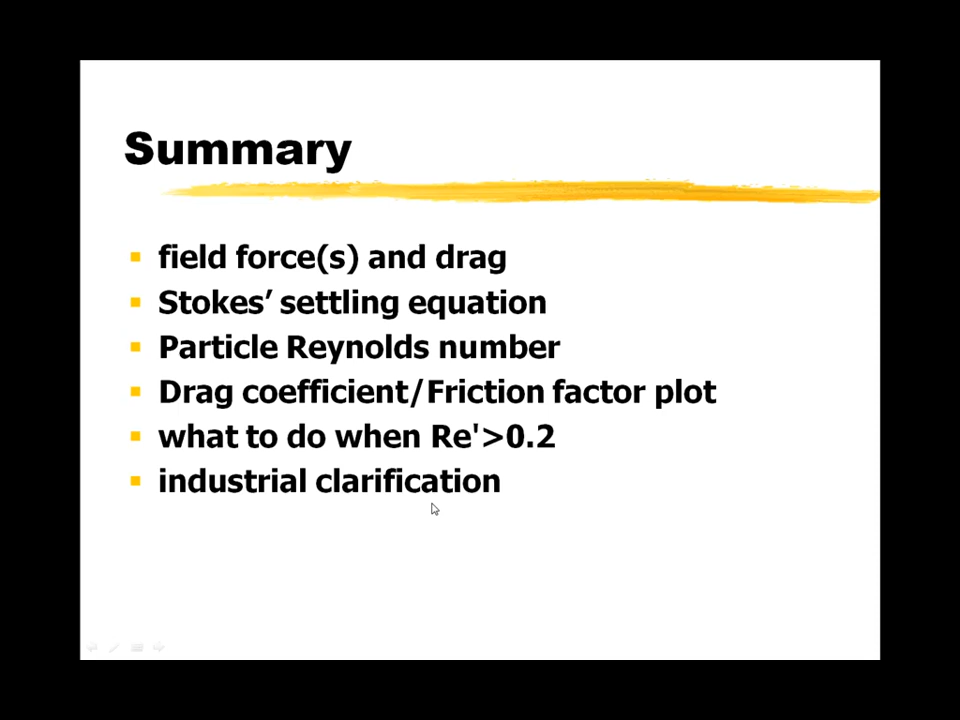 Summary
field force(s) and drag
Stokes’ settling equation
Particle Reynolds number
Drag coefficient/Friction factor plot
what to do when Re'>0.2
industrial clarification